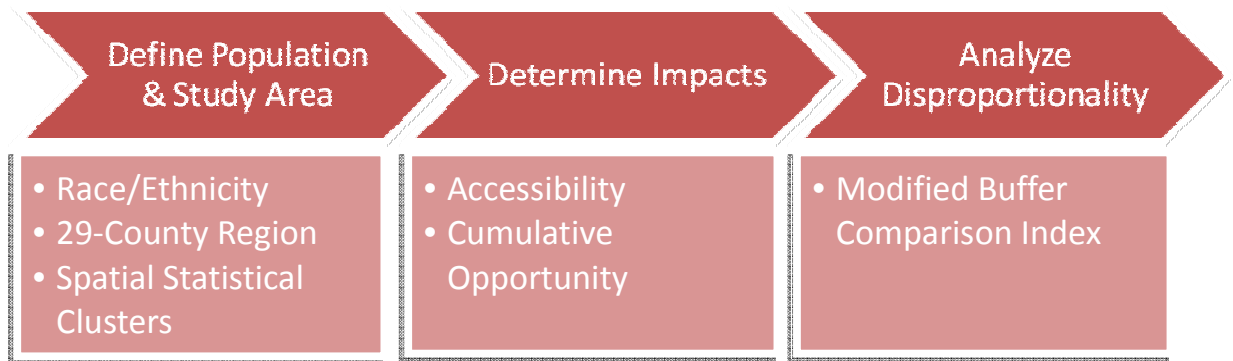 Define Population
& Study Area
• Race/Ethnicity
• 29-County Region
• Spatial Statistical
Clusters
Determine Impacts
• Accessibility
• Cumulative
Opportunity
Analyze
Disproportionality
• Modified Buffer
Comparison Index